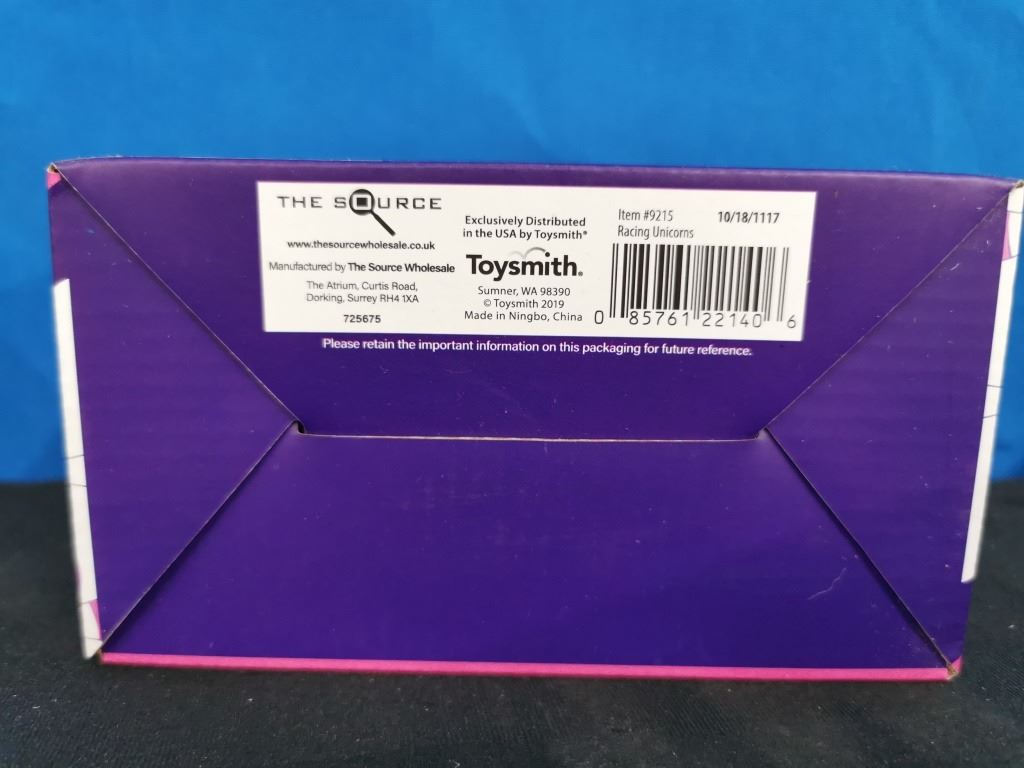 THE SOURCE
www.thesourcewholesale.co.uk
Manufactured by The Source Wholesale
The Atrium, Curtis Road,
Dorking, Surrey RH4 1XA
725675
Exclusively Distributed
in the USA by Toysmith®
Toysmith®
Sumner, WA 98390
© Toysmith 2019
Made in Ningbo, China
Item #9215 10/18/1117
Racing Unicorns
0 85761 22140 6
Please retain the important information on this packaging for future reference.